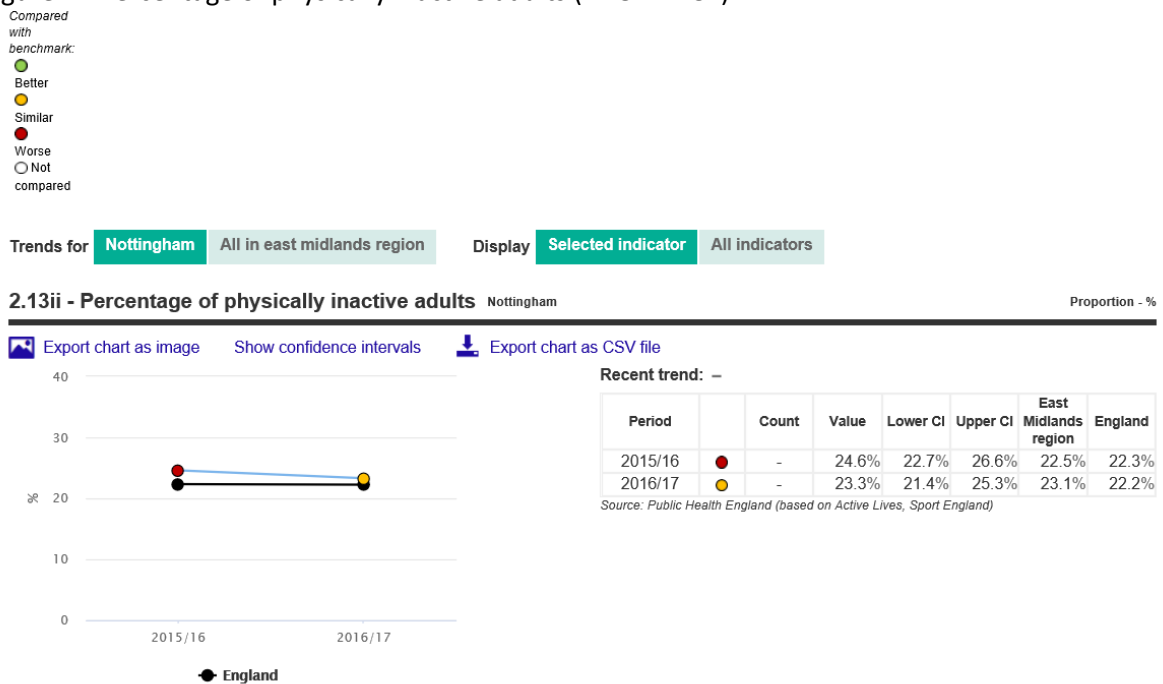 Compared
with
benchmark:
Better
Similar
Worse
Not
compared
Trends for Nottingham All in east midlands region Display Selected indicator All indicators
2.13ii - Percentage of physically inactive adults Nottingham Proportion - %
Export chart as image Show confidence intervals Export chart as CSV file
Recent trend: –
40
30
%
20
10
0
2015/16 2016/17
England
Period Count Value Lower CI Upper CI East Midlands region England
2015/16 - 24.6% 22.7% 26.6% 22.5% 22.3%
2016/17 - 23.3% 21.4% 25.3% 23.1% 22.2%
Source: Public Health England (based on Active Lives, Sport England)